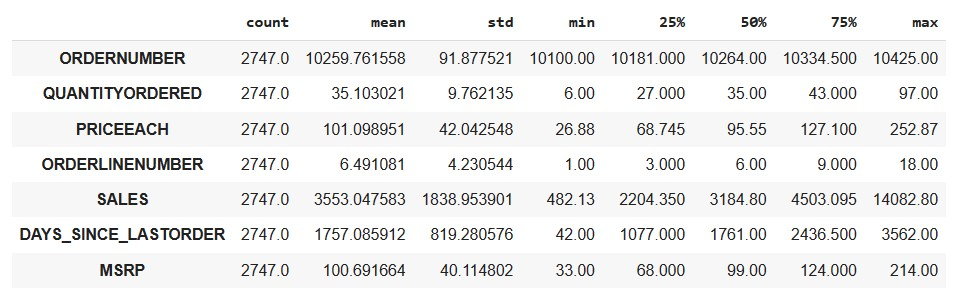 count mean std min 25% 50% 75% max
ORDERNUMBER 2747.0 10259.761558 91.877521 10100.00 10181.000 10264.00 10334.500 10425.00
QUANTITYORDERED 2747.0 35.103021 9.762135 6.00 27.000 35.00 43.000 97.00
PRICEEACH 2747.0 101.098951 42.042548 26.88 68.745 95.55 127.100 252.87
ORDERLINENUMBER 2747.0 6.491081 4.230544 1.00 3.000 6.00 9.000 18.00
SALES 2747.0 3553.047583 1838.953901 482.13 2204.350 3184.80 4503.095 14082.80
DAYS_SINCE_LASTORDER 2747.0 1757.085912 819.280576 42.00 1077.000 1761.00 2436.500 3562.00
MSRP 2747.0 100.691664 40.114802 33.00 68.000 99.00 124.000 214.00